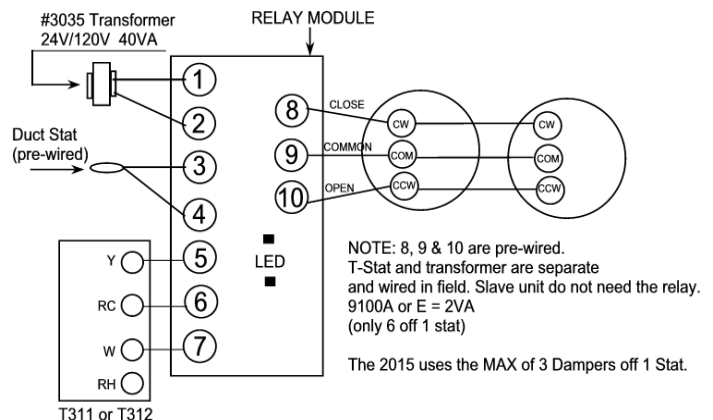 #3035 Transformer
24V/120V 40VA
RELAY MODULE
1
2
Duct Stat
(pre-wired)
3
4
8
CLOSE
CW
CW
9
COMMON
COM
COM
10
OPEN
CCW
CCW
LED
Y
5
RC
6
W
7
RH
T311 or T312
NOTE: 8, 9 & 10 are pre-wired.
T-Stat and transformer are separate
and wired in field. Slave unit do not need the relay.
9100A or E = 2VA
(only 6 off 1 stat)
The 2015 uses the MAX of 3 Dampers off 1 Stat.